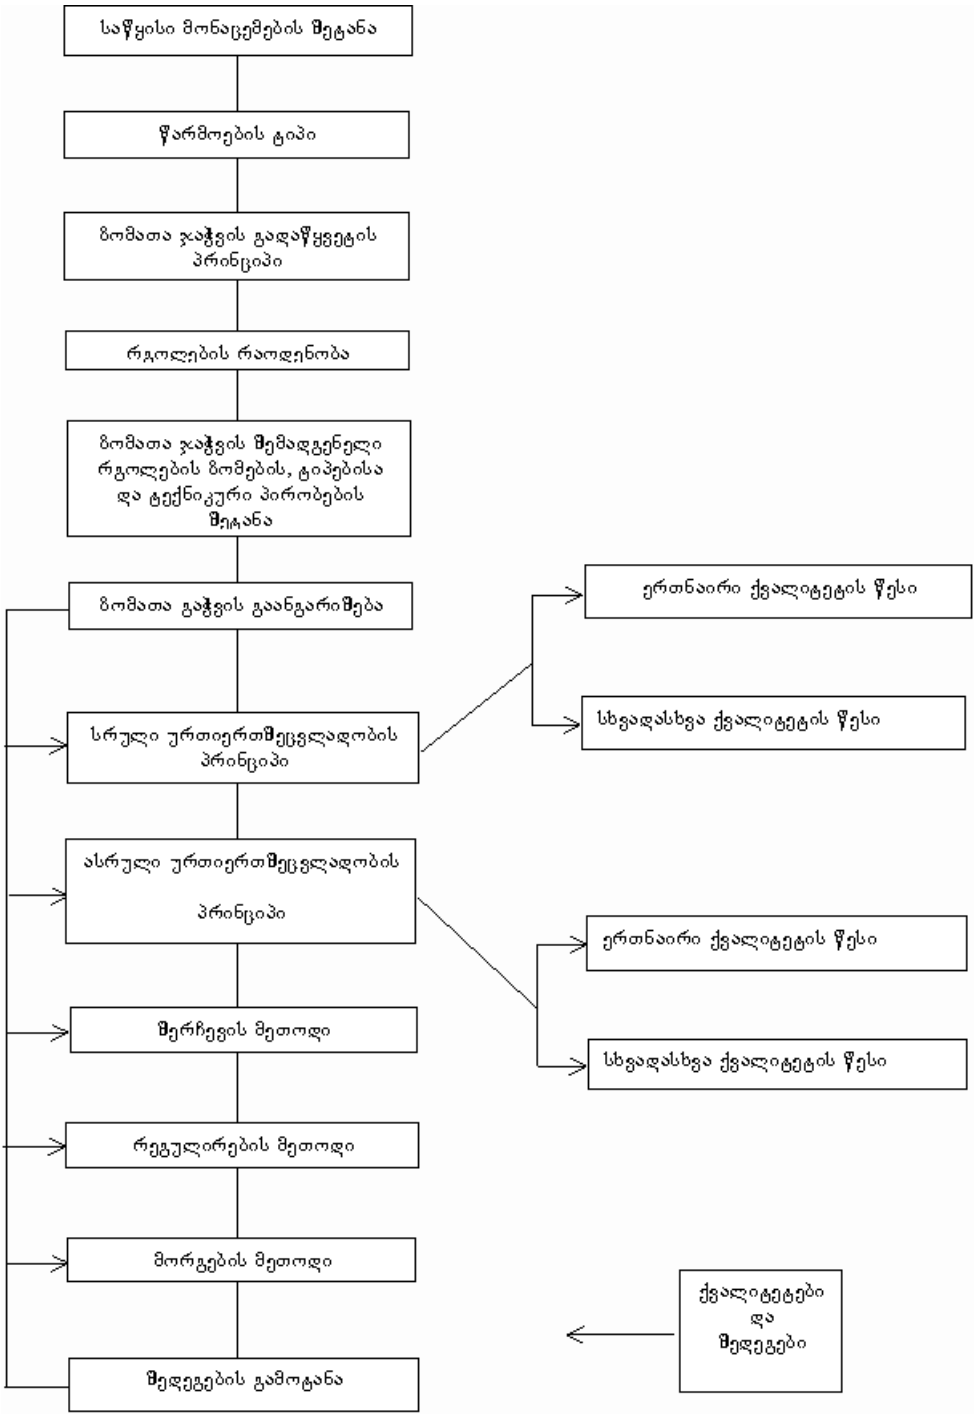 საწყისი მონაცემების შეტანა
წარმოების ტიპი
ზომათა ჯაჭვის გადაწყვეტის
პრინციპი
რგოლების რაოდენობა
ზომათა ჯაჭვის შემადგენელი
რგოლების ზომების, ტიპებისა
და ტექნიკური პირობების
შეტანა
ზომათა გაჭვის გაანგარიშება
სრული ურთიერთშეცვლადობის
პრინციპი
ერთნაირი ქვალიტეტის წესი
სხვადასხვა ქვალიტეტის წესი
ასრული ურთიერთშეცვლადობის
პრინციპი
ერთნაირი ქვალიტეტის წესი
სხვადასხვა ქვალიტეტის წესი
შერჩევის მეთოდი
რეგულირების მეთოდი
მორგების მეთოდი
ქვალიტეტები
და
შედეგები
შედეგების გამოტანა